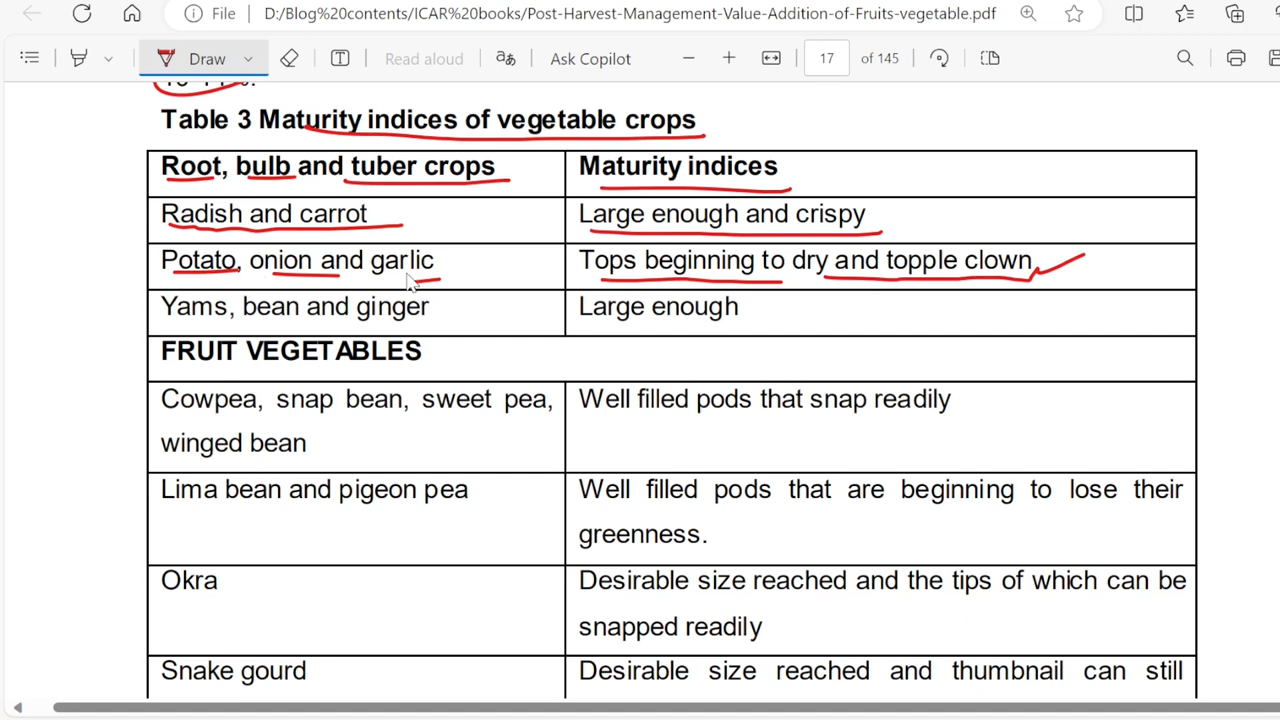 File D:/Blog%20contents/ICAR%20books/Post-Harvest-Management-Value-Addition-of-Fruits-vegetable.pdf
Draw Read aloud aあ Ask Copilot 17 of 145
Table 3 Maturity indices of vegetable crops
Root, bulb and tuber crops Maturity indices
Radish and carrot Large enough and crispy
Potato, onion and garlic Tops beginning to dry and topple clown
Yams, bean and ginger Large enough
FRUIT VEGETABLES
Cowpea, snap bean, sweet pea, Well filled pods that snap readily
winged bean
Lima bean and pigeon pea Well filled pods that are beginning to lose their
greenness.
Okra Desirable size reached and the tips of which can be
snapped readily
Snake gourd Desirable size reached and thumbnail can still